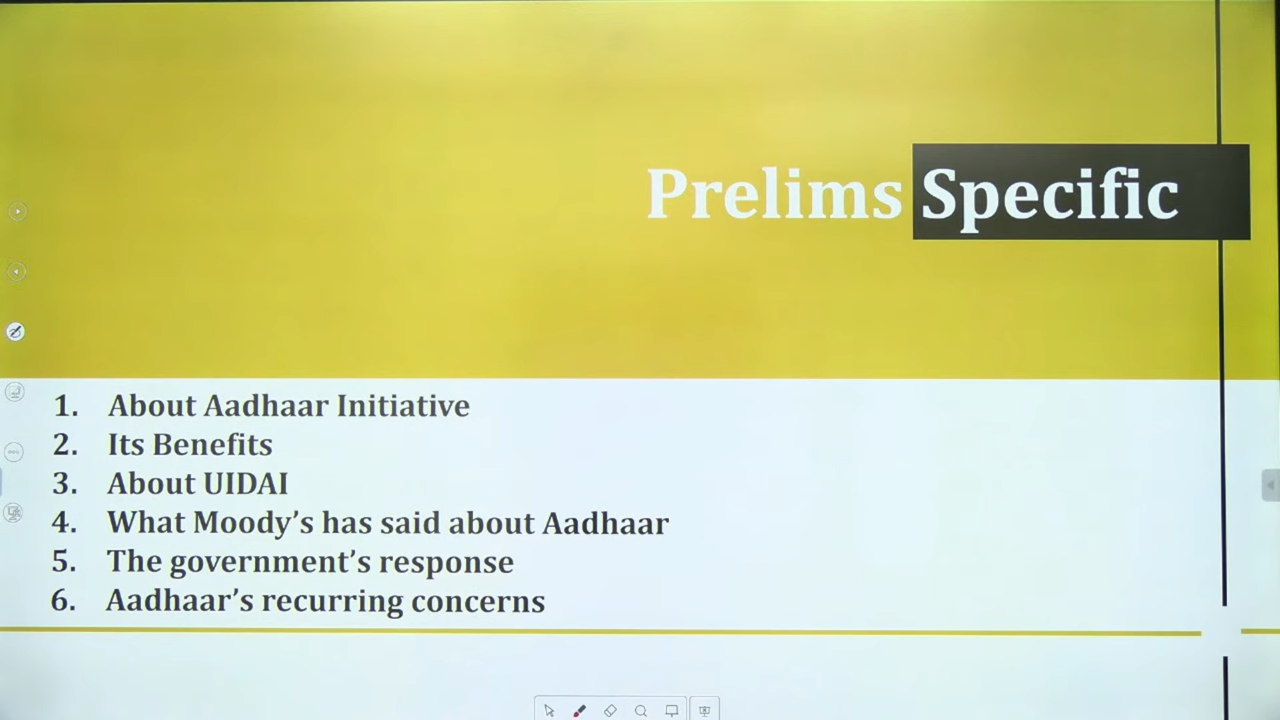 Prelims Specific
1. About Aadhaar Initiative
2. Its Benefits
3. About UIDAI
4. What Moody’s has said about Aadhaar
5. The government’s response
6. Aadhaar’s recurring concerns